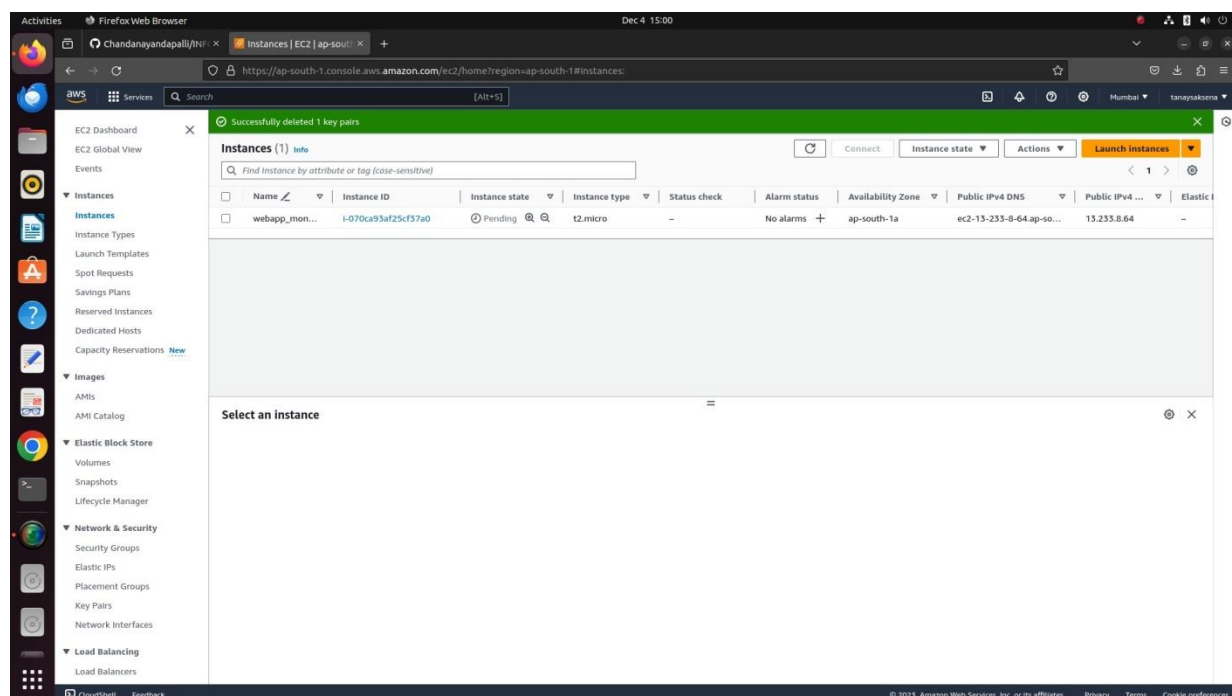 Activities Firefox Web Browser Dec 4 15:00
Chandanayandapalli/INF × Instances | EC2 | ap-sout × +
https://ap-south-1.console.aws.amazon.com/ec2/home?region=ap-south-1#Instances:
aws Services Search [Alt+S] Mumbai ▼ tanaysaksena ▼
Successfully deleted 1 key pairs
EC2 Dashboard
EC2 Global View
Events
Instances
Instances
Instance Types
Launch Templates
Spot Requests
Savings Plans
Reserved Instances
Dedicated Hosts
Capacity Reservations New
Images
AMIs
AMI Catalog
Elastic Block Store
Volumes
Snapshots
Lifecycle Manager
Network & Security
Security Groups
Elastic IPs
Placement Groups
Key Pairs
Network Interfaces
Load Balancing
Load Balancers
Instances (1) Info Connect Instance state ▼ Actions ▼ Launch instances ▼
Find Instance by attribute or tag (case-sensitive) < 1 >
Name Instance ID Instance state Instance type Status check Alarm status Availability Zone Public IPv4 DNS Public IPv4 ... Elastic I
webapp_mon... i-070ca93af25cf37a0 Pending t2.micro – No alarms + ap-south-1a ec2-13-233-8-64.ap-so... 13.233.8.64 –
Select an instance
CloudShell Feedback © 2023, Amazon Web Services, Inc. or its affiliates. Privacy Terms Cookie preferences